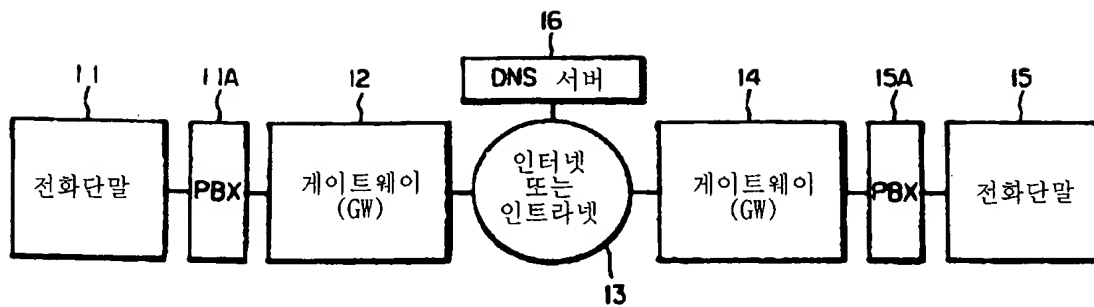 16
DNS 서버
11
11A
12
14
15A
15
전화단말
PBX
게이트웨이
(GW)
인터넷
또는
인트라넷
게이트웨이
(GW)
PBX
전화단말
13